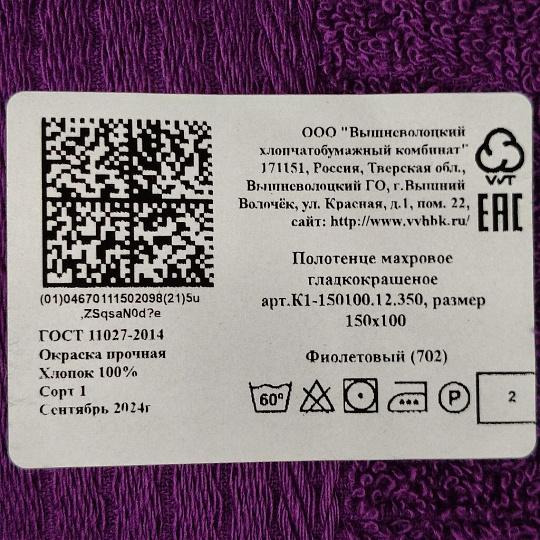 ООО "Вышневолоцкий
хлопчатобумажный комбинат"
171151, Россия, Тверская обл.,
Вышневолоцкий ГО, г.Вышний
Волочёк, ул. Красная, д.1, пом. 22,
сайт: http://www.vvhbk.ru/
VVT
EAC
(01)04670111502098(21)5u
,ZSqsaN0d?e
Полотенце махровое
гладкокрашеное
арт.К1-150100.12.350, размер
150х100
ГОСТ 11027-2014
Окраска прочная
Хлопок 100%
Сорт 1
Сентябрь 2024г
Фиолетовый (702)
60° P 2